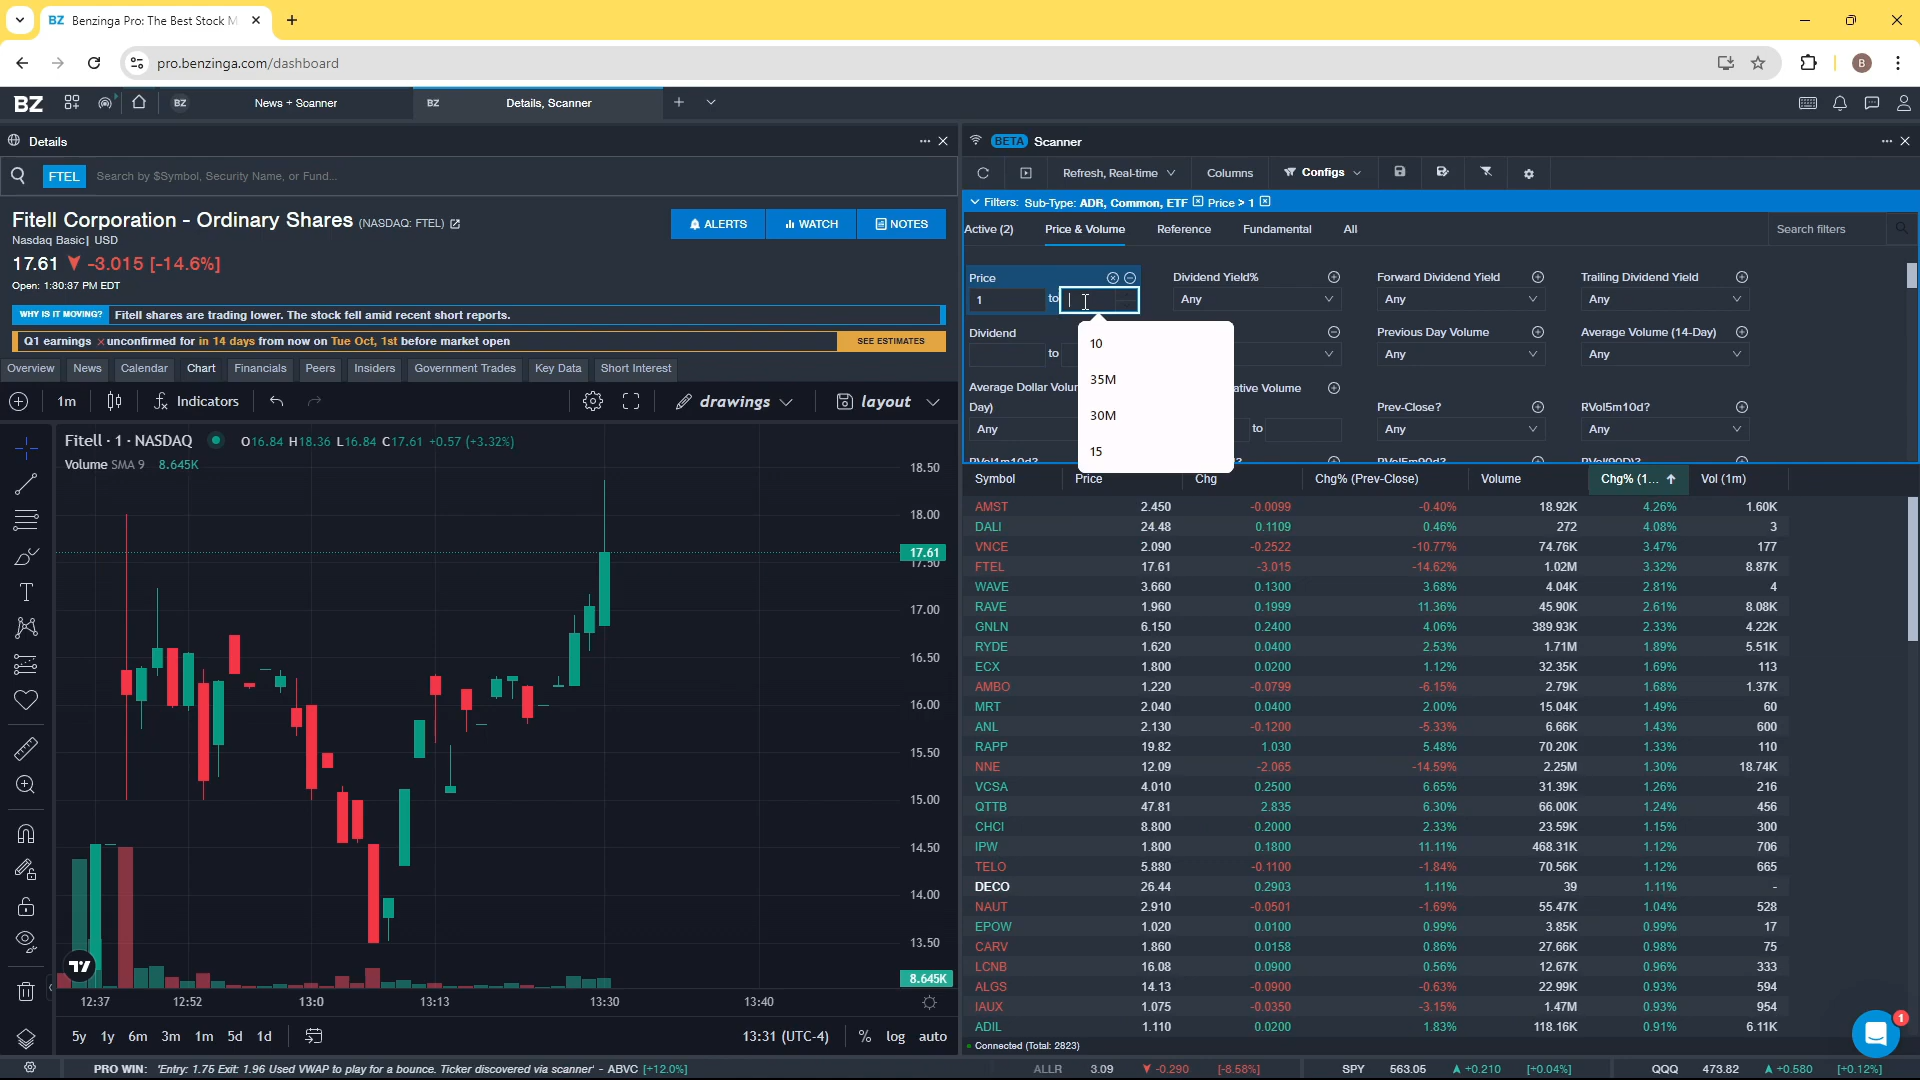 BZ Benzinga Pro: The Best Stock M
pro.benzinga.com/dashboard
B
BZ
BZ News + Scanner
BZ Details, Scanner
Details
FTEL Search by $Symbol, Security Name, or Fund...
Fitell Corporation - Ordinary Shares (NASDAQ: FTEL)
ALERTS WATCH NOTES
Nasdaq Basic| USD
17.61 ▼ -3.015 [-14.6%]
Open: 1:30:37 PM EDT
WHY IS IT MOVING? Fitell shares are trading lower. The stock fell amid recent short reports.
Q1 earnings ×unconfirmed for in 14 days from now on Tue Oct, 1st before market open SEE ESTIMATES
Overview News Calendar Chart Financials Peers Insiders Government Trades Key Data Short Interest
1m Indicators drawings layout
Fitell · 1 · NASDAQ O16.84 H18.36 L16.84 C17.61 +0.57 (+3.32%)
Volume SMA 9 8.645K
18.50
18.00
17.61
17.50
17.00
16.50
16.00
15.50
15.00
14.50
14.00
13.50
8.645K
12:37 12:52 13:0 13:13 13:30 13:40
5y 1y 6m 3m 1m 5d 1d 13:31 (UTC-4) % log auto
BETA Scanner
Refresh, Real-time Columns Configs
Filters: Sub-Type: ADR, Common, ETF Price > 1
Active (2) Price & Volume Reference Fundamental All Search filters
Price Dividend Yield% Forward Dividend Yield Trailing Dividend Yield
1 to Any Any Any
Dividend Previous Day Volume Average Volume (14-Day)
to Any Any
Average Dollar Volum ative Volume
Day) Prev-Close? RVol5m10d?
Any to Any Any
RVol1m10d? RVol5m90d? RVol(90D)?
10
35M
30M
15
Symbol Price Chg Chg% (Prev-Close) Volume Chg% (1... Vol (1m)
AMST 2.450 -0.0099 -0.40% 18.92K 4.26% 1.60K
DALI 24.48 0.1109 0.46% 272 4.08% 3
VNCE 2.090 -0.2522 -10.77% 74.76K 3.47% 177
FTEL 17.61 -3.015 -14.62% 1.02M 3.32% 8.87K
WAVE 3.660 0.1300 3.68% 4.04K 2.81% 4
RAVE 1.960 0.1999 11.36% 45.90K 2.61% 8.08K
GNLN 6.150 0.2400 4.06% 389.93K 2.33% 4.22K
RYDE 1.620 0.0400 2.53% 1.71M 1.89% 5.51K
ECX 1.800 0.0200 1.12% 32.35K 1.69% 113
AMBO 1.220 -0.0799 -6.15% 2.79K 1.68% 1.37K
MRT 2.040 0.0400 2.00% 15.04K 1.49% 60
ANL 2.130 -0.1200 -5.33% 6.66K 1.43% 600
RAPP 19.82 1.030 5.48% 70.20K 1.33% 110
NNE 12.09 -2.065 -14.59% 2.25M 1.30% 18.74K
VCSA 4.010 0.2500 6.65% 31.39K 1.26% 216
QTTB 47.81 2.835 6.30% 66.00K 1.24% 456
CHCI 8.800 0.2000 2.33% 23.59K 1.15% 300
IPW 1.800 0.1800 11.11% 468.31K 1.12% 706
TELO 5.880 -0.1100 -1.84% 70.56K 1.12% 665
DECO 26.44 0.2903 1.11% 39 1.11% -
NAUT 2.910 -0.0501 -1.69% 55.47K 1.04% 528
EPOW 1.020 0.0100 0.99% 3.85K 0.99% 17
CARV 1.860 0.0158 0.86% 27.66K 0.98% 75
LCNB 16.08 0.0900 0.56% 12.67K 0.96% 333
ALGS 14.13 -0.0900 -0.63% 22.99K 0.93% 594
IAUX 1.075 -0.0350 -3.15% 1.47M 0.93% 954
ADIL 1.110 0.0200 1.83% 118.16K 0.91% 6.11K
Connected (Total: 2823)
1
PRO WIN: 'Entry: 1.75 Exit: 1.96 Used VWAP to play for a bounce. Ticker discovered via scanner' - ABVC [+12.0%]
ALLR 3.09 ▼ -0.290 [-8.58%] SPY 563.05 ▲ +0.210 [+0.04%] QQQ 473.82 ▲ +0.580 [+0.12%]